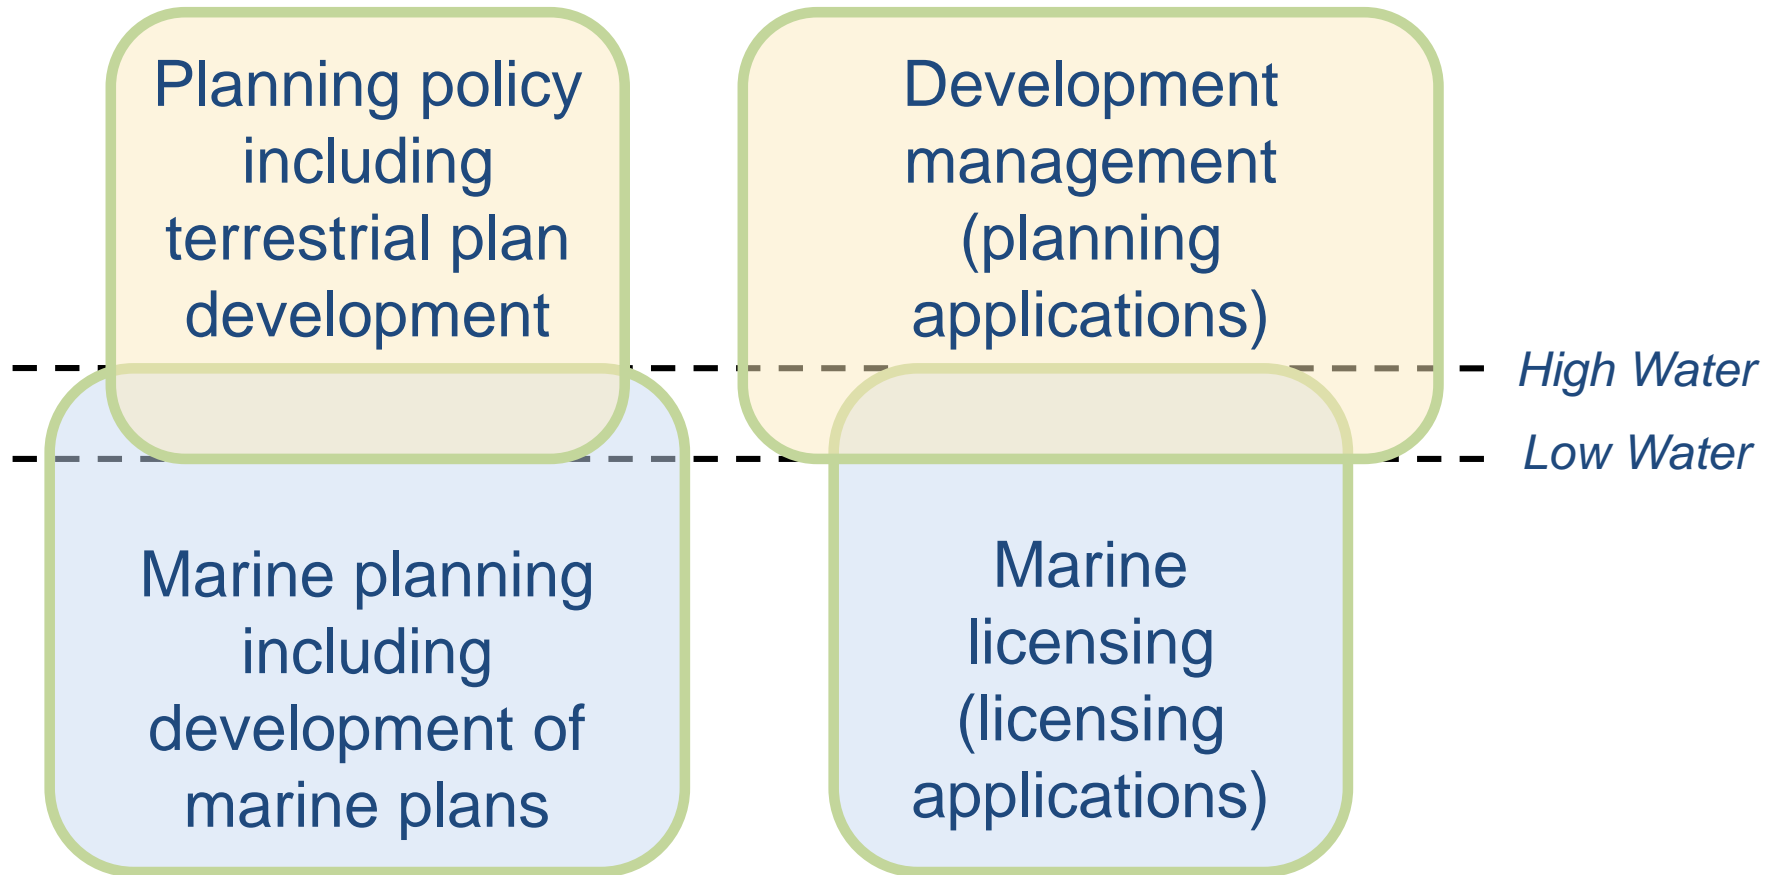 Planning policy
including
terrestrial plan
development
Development
management
(planning
applications)
High Water
Low Water
Marine planning
including
development of
marine plans
Marine
licensing
(licensing
applications)